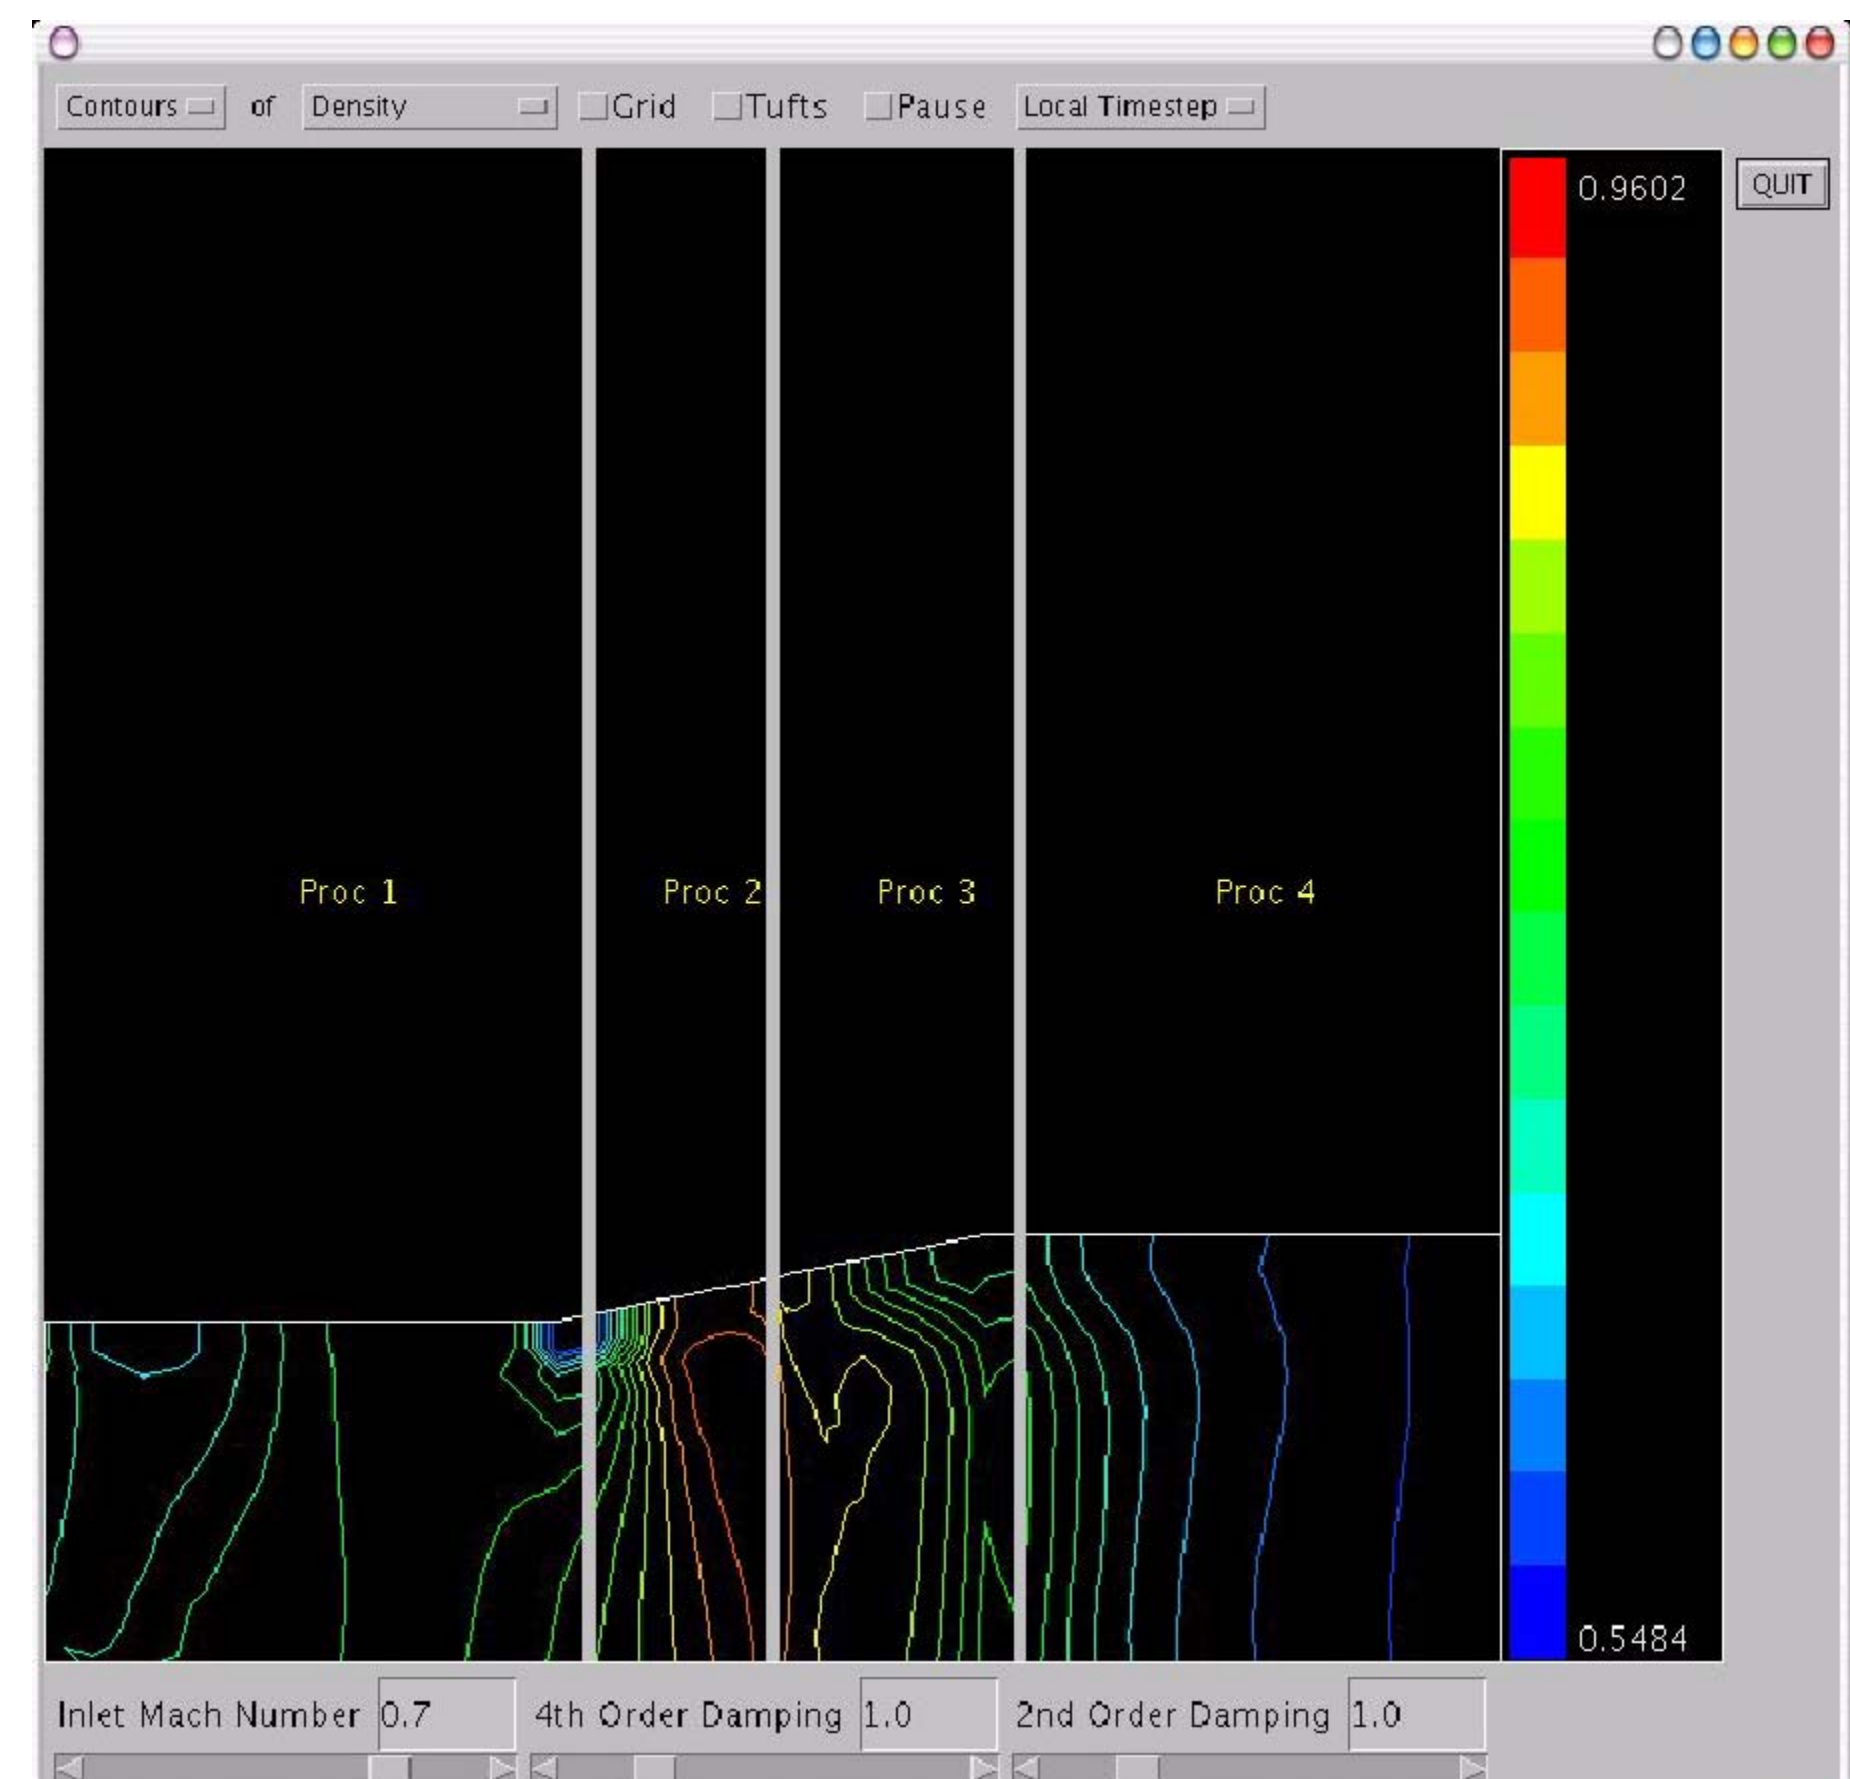 Contours of Density Grid Tufts Pause Local Timestep
0.9602 QUIT
Proc 1 Proc 2 Proc 3 Proc 4
0.5484
Inlet Mach Number 0.7 4th Order Damping 1.0 2nd Order Damping 1.0